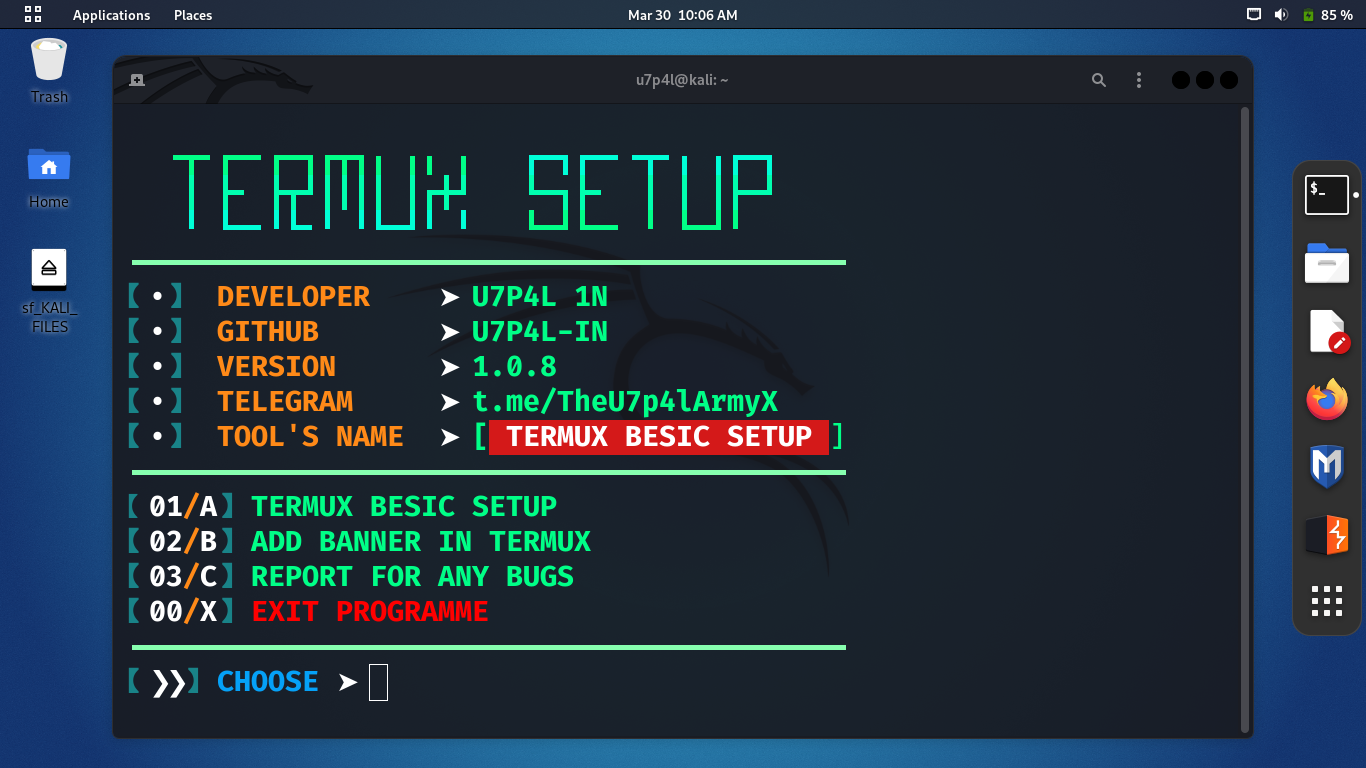 Applications Places Mar 30 10:06 AM 85 %
Trash
Home
sf_KALI_
FILES
u7p4l@kali: ~
TERMUX SETUP
【 • 】 DEVELOPER ➤ U7P4L 1N
【 • 】 GITHUB ➤ U7P4L-IN
【 • 】 VERSION ➤ 1.0.8
【 • 】 TELEGRAM ➤ t.me/TheU7p4lArmyX
【 • 】 TOOL'S NAME ➤ [ TERMUX BESIC SETUP ]
【 01/A】 TERMUX BESIC SETUP
【 02/B】 ADD BANNER IN TERMUX
【 03/C】 REPORT FOR ANY BUGS
【 00/X】 EXIT PROGRAMME
【 ❯❯】 CHOOSE ➤
$_